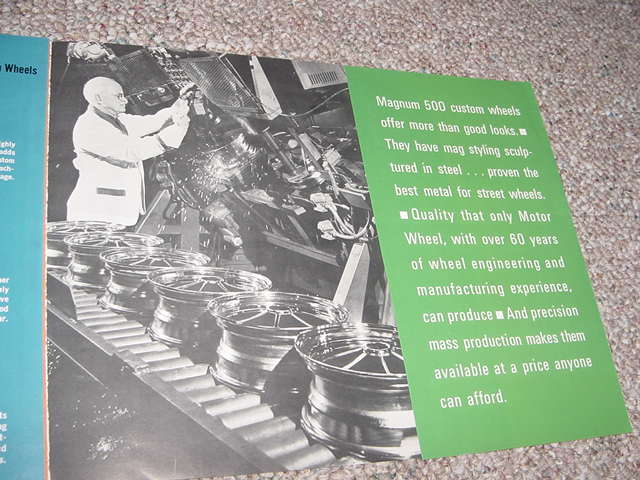 Wheels
Magnum 500 custom wheels
offer more than good looks. ■
They have mag styling sculp-
tured in steel . . . proven the
best metal for street wheels.
■ Quality that only Motor
Wheel, with over 60 years
of wheel engineering and
manufacturing experience,
can produce ■ And precision
mass production makes them
available at a price anyone
can afford.